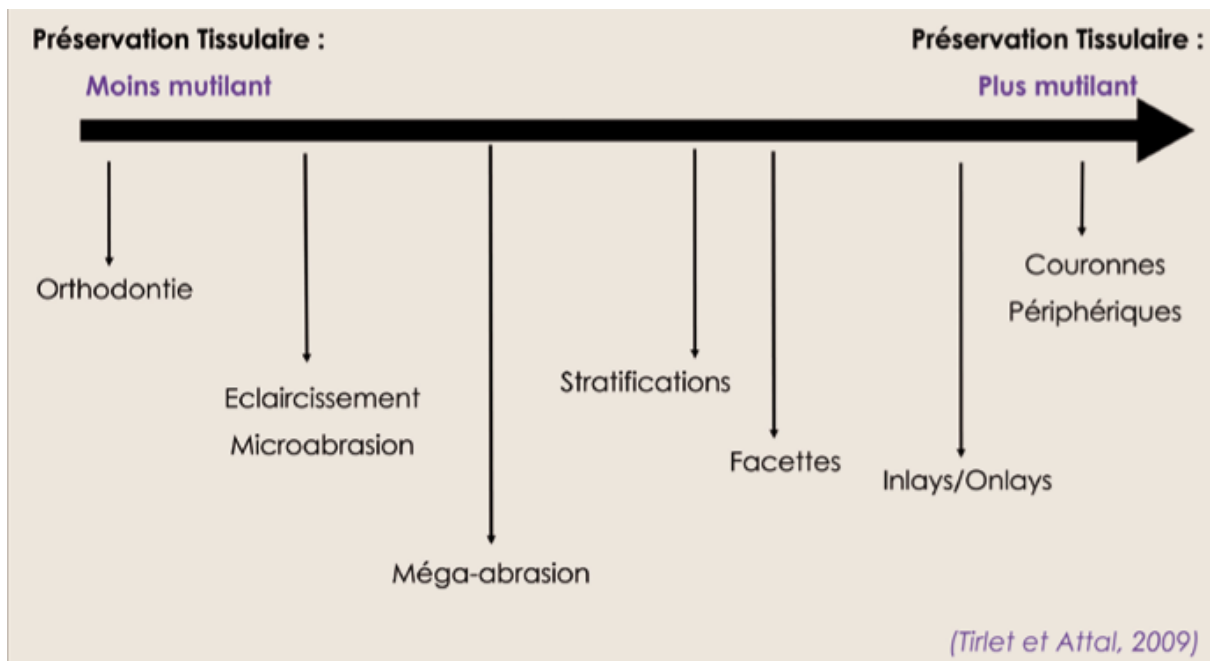 Préservation Tissulaire :
Moins mutilant
Préservation Tissulaire :
Plus mutilant
Orthodontie
Eclaircissement
Microabrasion
Méga-abrasion
Stratifications
Facettes
Inlays/Onlays
Couronnes
Périphériques
(Tirlet et Attal, 2009)